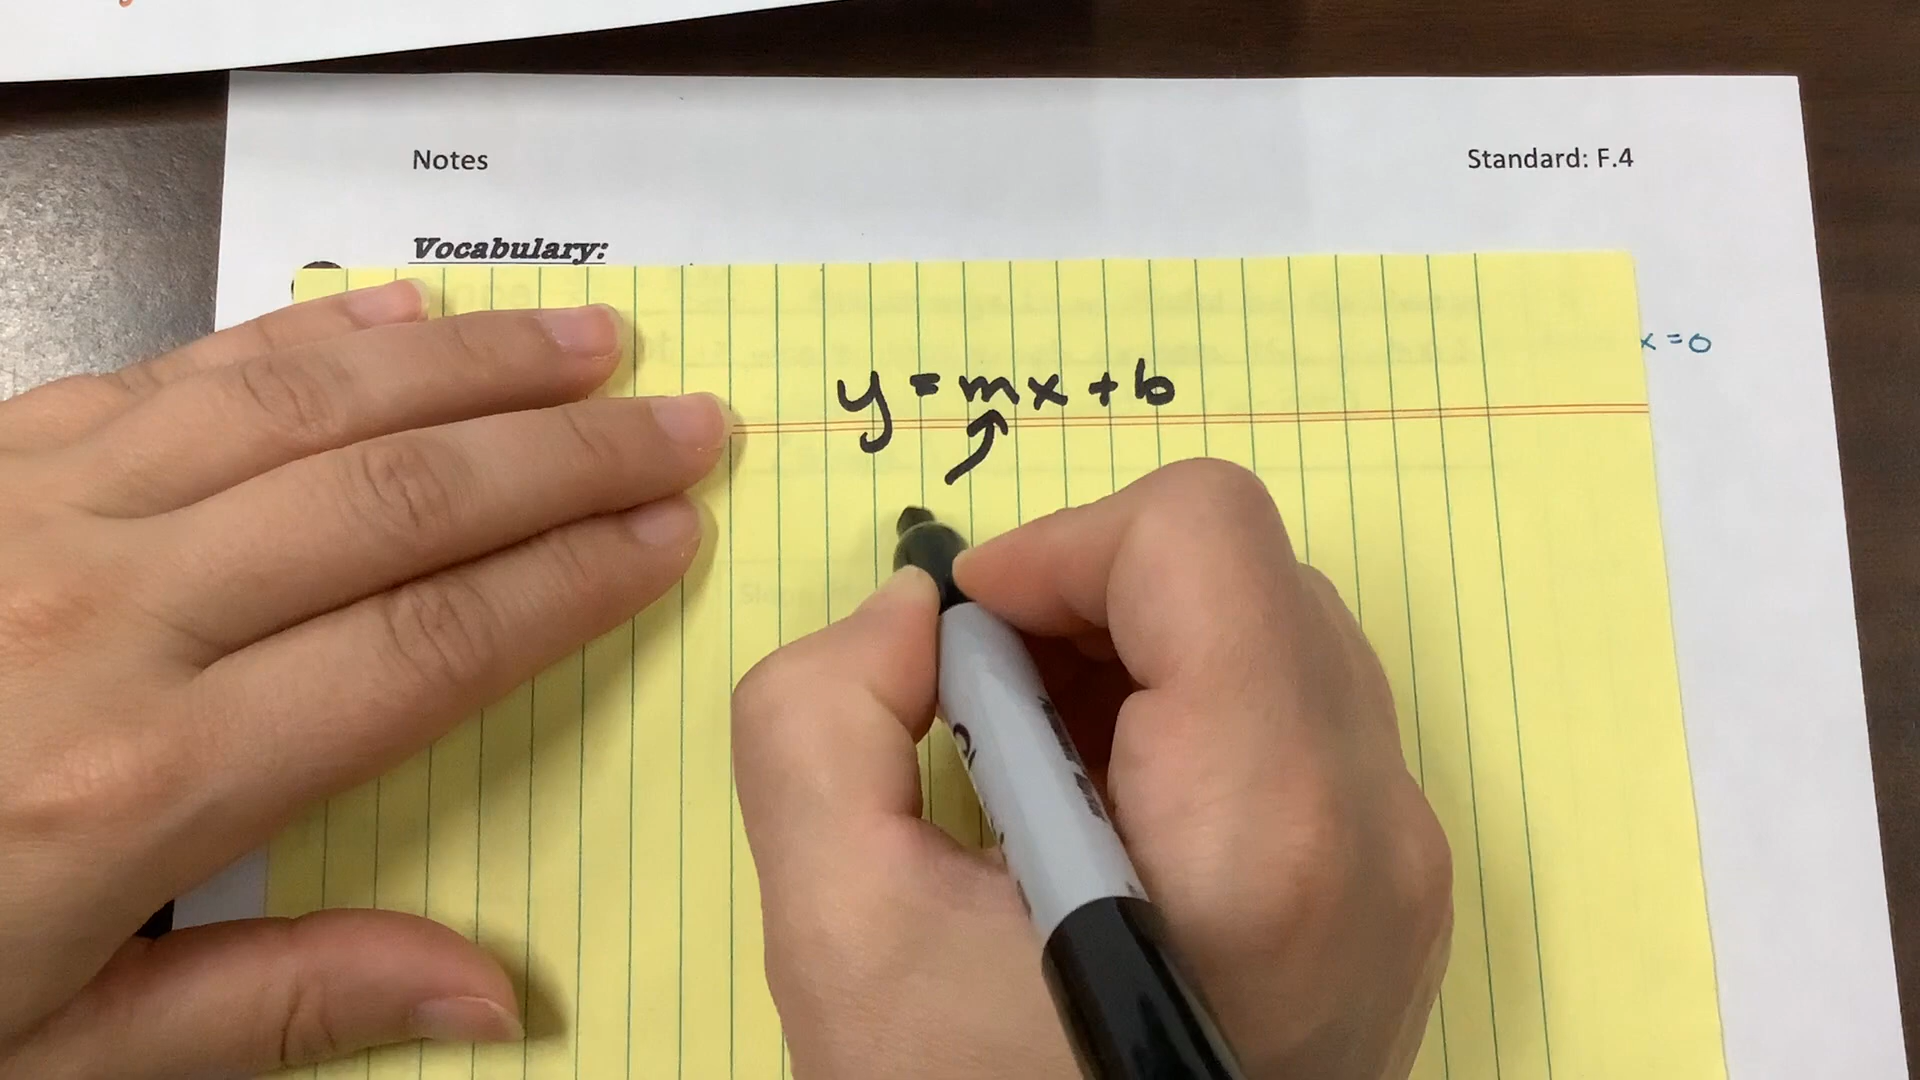 Notes
Standard: F.4
Vocabulary:
x = 0
y = mx + b